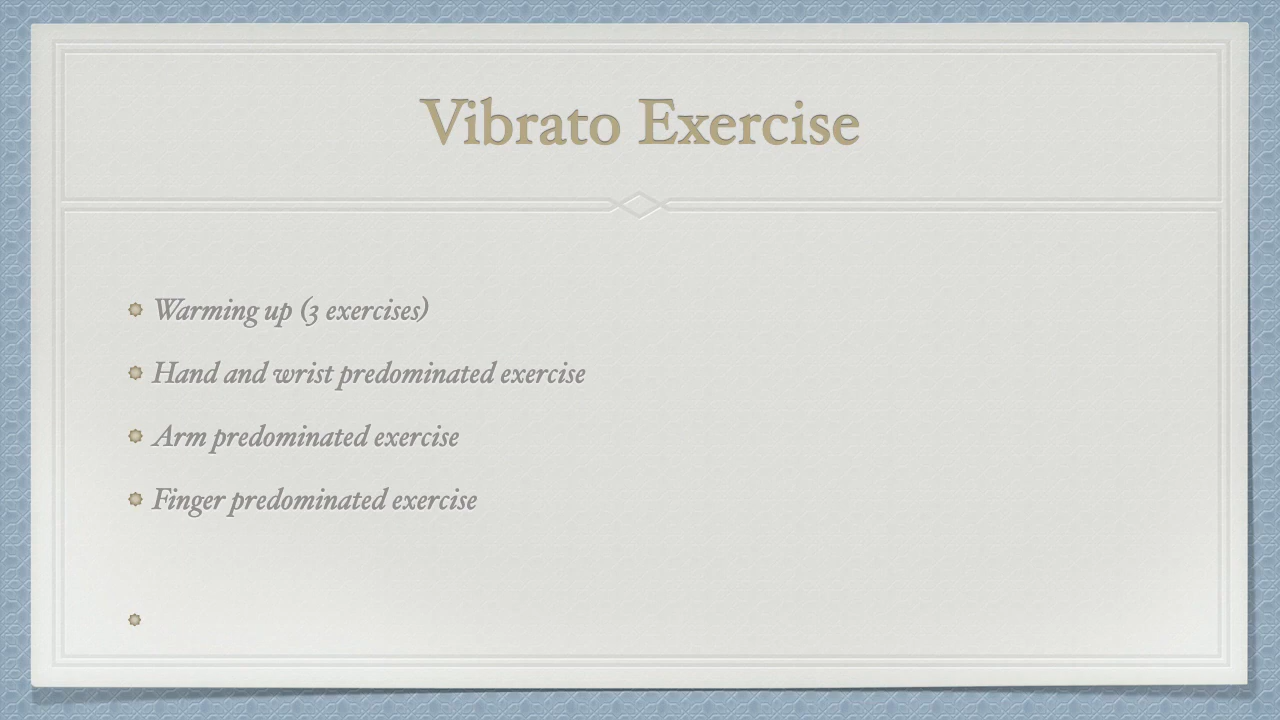 Vibrato Exercise
Warming up (3 exercises)
Hand and wrist predominated exercise
Arm predominated exercise
Finger predominated exercise